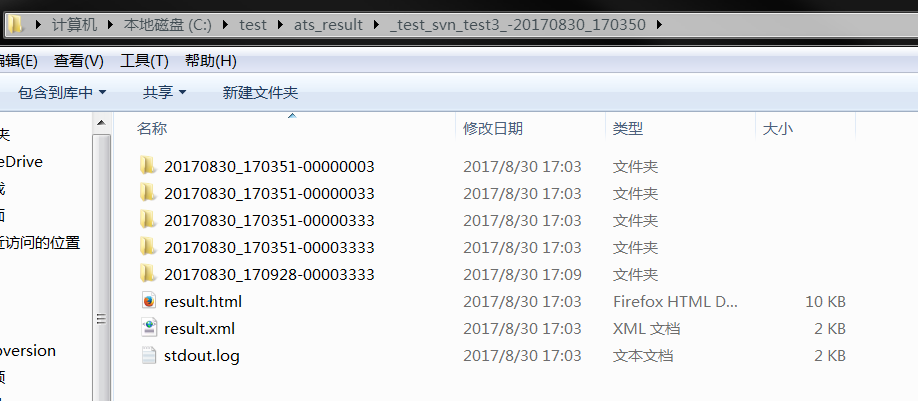 计算机 本地磁盘 (C:) test ats_result _test_svn_test3_-20170830_170350
编辑(E) 查看(V) 工具(T) 帮助(H)
包含到库中 共享 新建文件夹
名称 修改日期 类型 大小
夹
eDrive
面
近访问的位置
oversion
20170830_170351-00000003 2017/8/30 17:03 文件夹
20170830_170351-00000033 2017/8/30 17:03 文件夹
20170830_170351-00000333 2017/8/30 17:03 文件夹
20170830_170351-00003333 2017/8/30 17:03 文件夹
20170830_170928-00003333 2017/8/30 17:09 文件夹
result.html 2017/8/30 17:03 Firefox HTML D... 10 KB
result.xml 2017/8/30 17:03 XML 文档 2 KB
stdout.log 2017/8/30 17:03 文本文档 2 KB